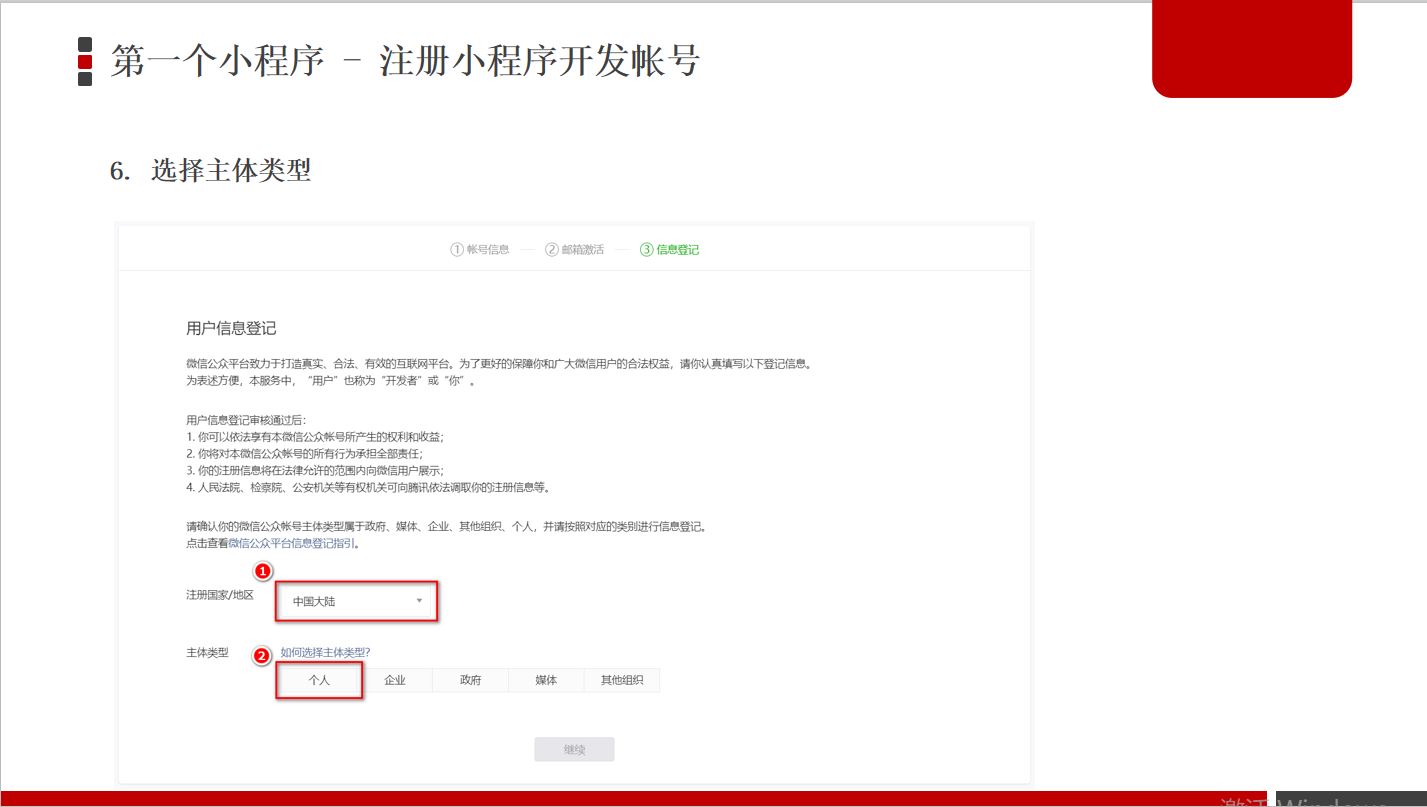 第一个小程序 - 注册小程序开发帐号
6. 选择主体类型
① 帐号信息 — ② 邮箱激活 — ③ 信息登记
用户信息登记
微信公众平台致力于打造真实、合法、有效的互联网平台。为了更好的保障你和广大微信用户的合法权益，请你认真填写以下登记信息。
为表述方便，本服务中，“用户”也称为“开发者”或“你”。
用户信息登记审核通过后：
1. 你可以依法享有本微信公众帐号所产生的权利和收益；
2. 你将对本微信公众帐号的所有行为承担全部责任；
3. 你的注册信息将在法律允许的范围内向微信用户展示；
4. 人民法院、检察院、公安机关等有权机关可向腾讯依法调取你的注册信息等。
请确认你的微信公众帐号主体类型属于政府、媒体、企业、其他组织、个人，并请按照对应的类别进行信息登记。
点击查看微信公众平台信息登记指引。
1
注册国家/地区 中国大陆
主体类型 2 如何选择主体类型?
个人 企业 政府 媒体 其他组织
继续
激活 Windows